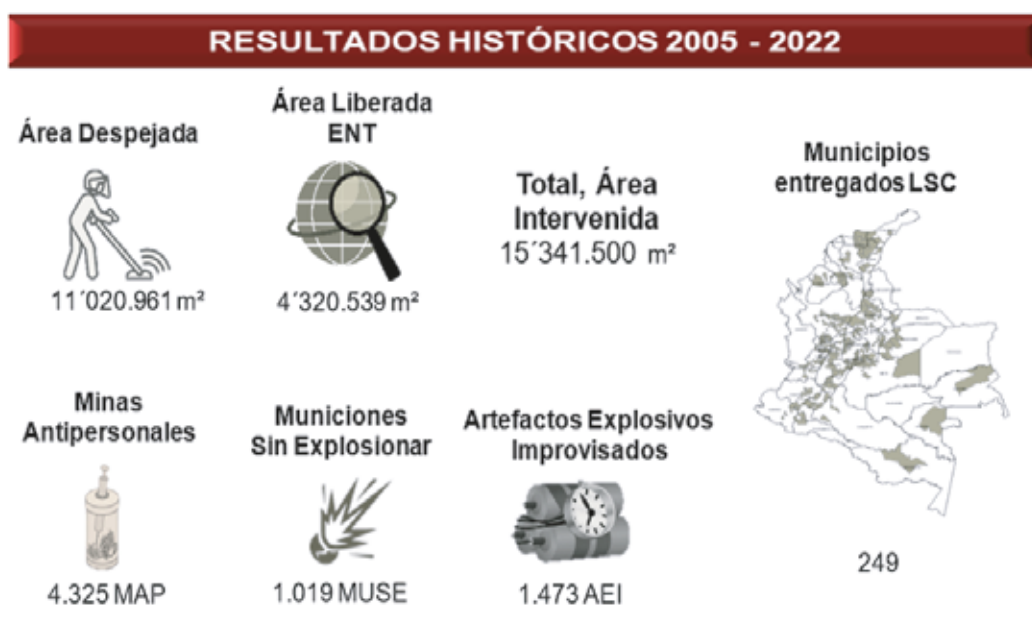 RESULTADOS HISTÓRICOS 2005 - 2022
Área Despejada
11´020.961 m²
Área Liberada
ENT
4´320.539 m²
Total, Área
Intervenida
15´341.500 m²
Municipios
entregados LSC
249
Minas
Antipersonales
4.325 MAP
Municiones
Sin Explosionar
1.019 MUSE
Artefactos Explosivos
Improvisados
1.473 AEI